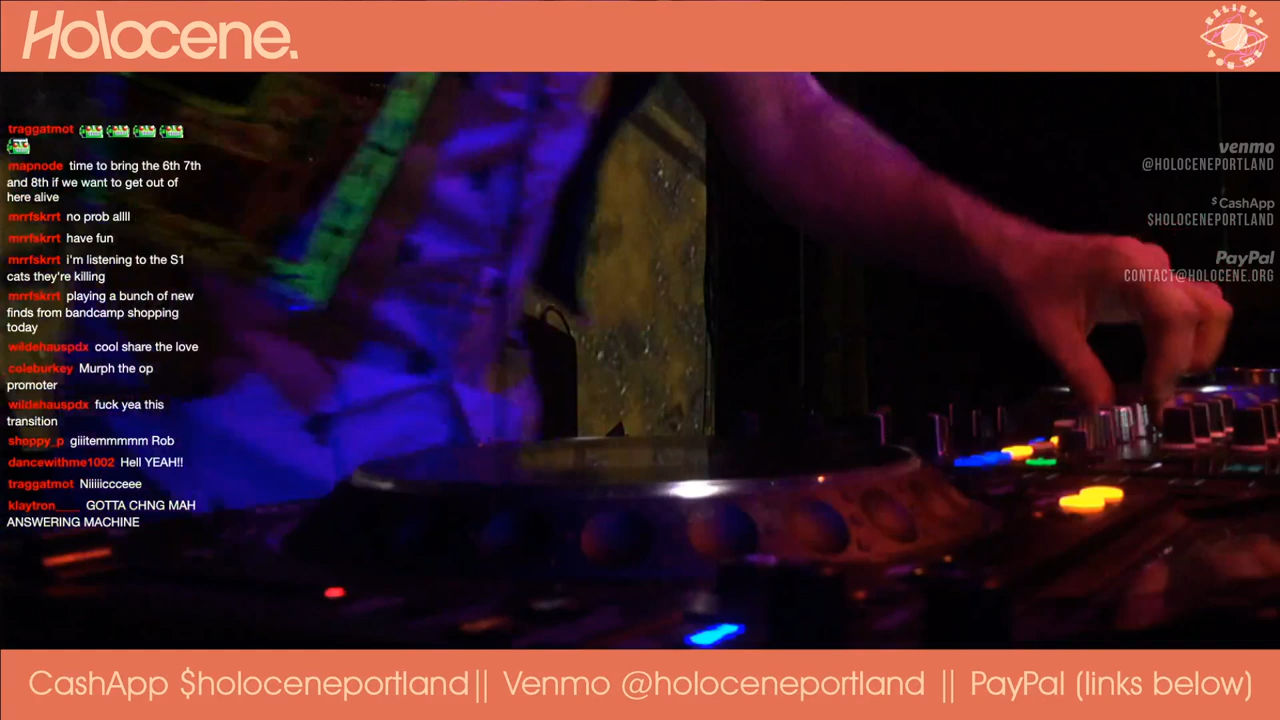 Holocene.
BELIEVE
traggatmot
mapnode time to bring the 6th 7th
and 8th if we want to get out of
here alive
mrrfskrrt no prob allll
mrrfskrrt have fun
mrrfskrrt i'm listening to the S1
cats they're killing
mrrfskrrt playing a bunch of new
finds from bandcamp shopping
today
wildehauspdx cool share the love
coleburkey Murph the op
promoter
wildehauspdx fuck yea this
transition
sheppy_p giiitemmmmm Rob
dancewithme1002 Hell YEAH!!
traggatmot Niiiiiccceeee
klaytron____ GOTTA CHNG MAH
ANSWERING MACHINE
venmo
@HOLOCENEPORTLAND
$CashApp
$HOLOCENEPORTLAND
PayPal
CONTACT@HOLOCENE.ORG
CashApp $holoceneportland|| Venmo @holoceneportland || PayPal (links below)